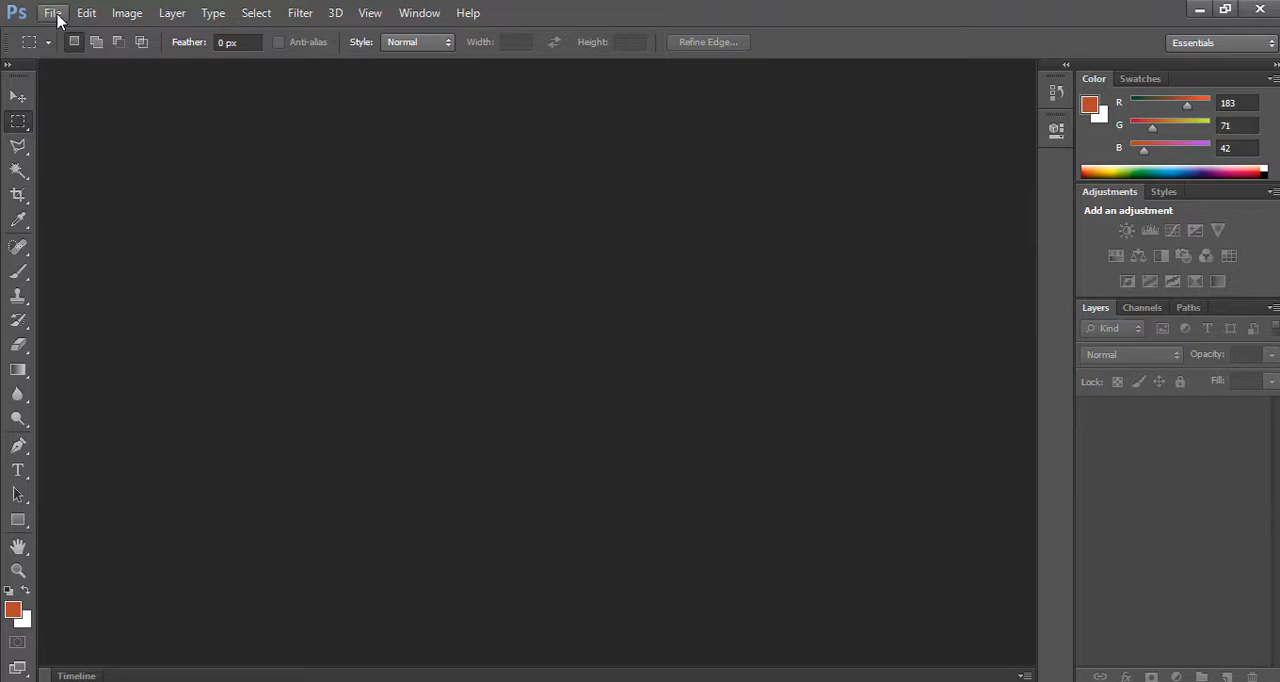 Ps File Edit Image Layer Type Select Filter 3D View Window Help
Feather: 0 px Anti-alias Style: Normal Width: Height: Refine Edge... Essentials
Color Swatches
R 183
G 71
B 42
Adjustments Styles
Add an adjustment
Layers Channels Paths
Kind
Normal Opacity:
Lock: Fill:
Timeline